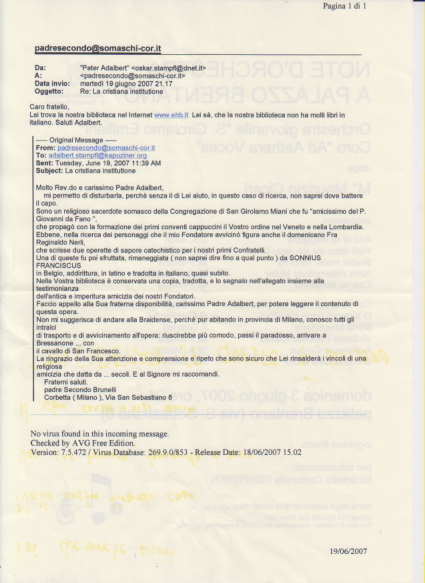 Pagina 1 di 1
padresecondo@somaschi-cor.it
Da: "Pater Adalbert" <oskar.stampfl@dnet.it>
A: <padresecondo@somaschi-cor.it>
Data invio: martedì 19 giugno 2007 21.17
Oggetto: Re: La cristiana institutione
Caro fratello,
Lei trova la nostra biblioteca nel Internet www.ehb.it Lei sà, che la nostra biblioteca non ha molti libri in
italiano. Saluti Adalbert.
----- Original Message -----
From: padresecondo@somaschi-cor.it
To: adalbert.stampfl@kapuziner.org
Sent: Tuesday, June 19, 2007 11:39 AM
Subject: La cristiana institutione
Molto Rev.do e carissimo Padre Adalbert,
mi permetto di disturbarla, perchè senza il di Lei aiuto, in questo caso di ricerca, non saprei dove battere
il capo.
Sono un religioso sacerdote somasco della Congregazione di San Girolamo Miani che fu "amicissimo del P.
Giovanni da Fano ",
che propagò con la formazione dei primi conventi cappuccini il Vostro ordine nel Veneto e nella Lombardia.
Ebbene, nella ricerca dei personaggi che il mio Fondatore avvicinò figura anche il domenicano Fra
Reginaldo Nerli,
che scrisse due operette di sapore catechistico per i nostri primi Confratelli.
Una di queste fu poi sfruttata, rimaneggiata ( non saprei dire fino a qual punto ) da SONNIUS
FRANCISCUS
in Belgio, addirittura, in latino e tradotta in italiano, quasi subito.
Nella Vostra biblioteca è conservata una copia, tradotta, e lo segnalo nell'allegato insieme alla
testimonianza
dell'antica e imperitura amicizia dei nostri Fondatori.
Faccio appello alla Sua fraterna disponibilità, carissimo Padre Adalbert, per potere leggere il contenuto di
questa opera.
Non mi suggerisca di andare alla Braidense, perchè pur abitando in provincia di Milano, conosco tutti gli
intralci
di trasporto e di avvicinamento all'opera: mi riuscirebbe più comodo, passi il paradosso, arrivare a
Bressanone ... con
il cavallo di San Francesco.
La ringrazio della Sua attenzione e comprensione e ripeto che sono sicuro che Lei rinsalderà i vincoli di una
religiosa
amicizia che datta da ... secoli. E al Signore mi raccomandi.
Fraterni saluti.
padre Secondo Brunelli
Corbetta ( Milano ), Via San Sebastiano 8
No virus found in this incoming message.
Checked by AVG Free Edition.
Version: 7.5.472 / Virus Database: 269.9.0/853 - Release Date: 18/06/2007 15.02
19/06/2007